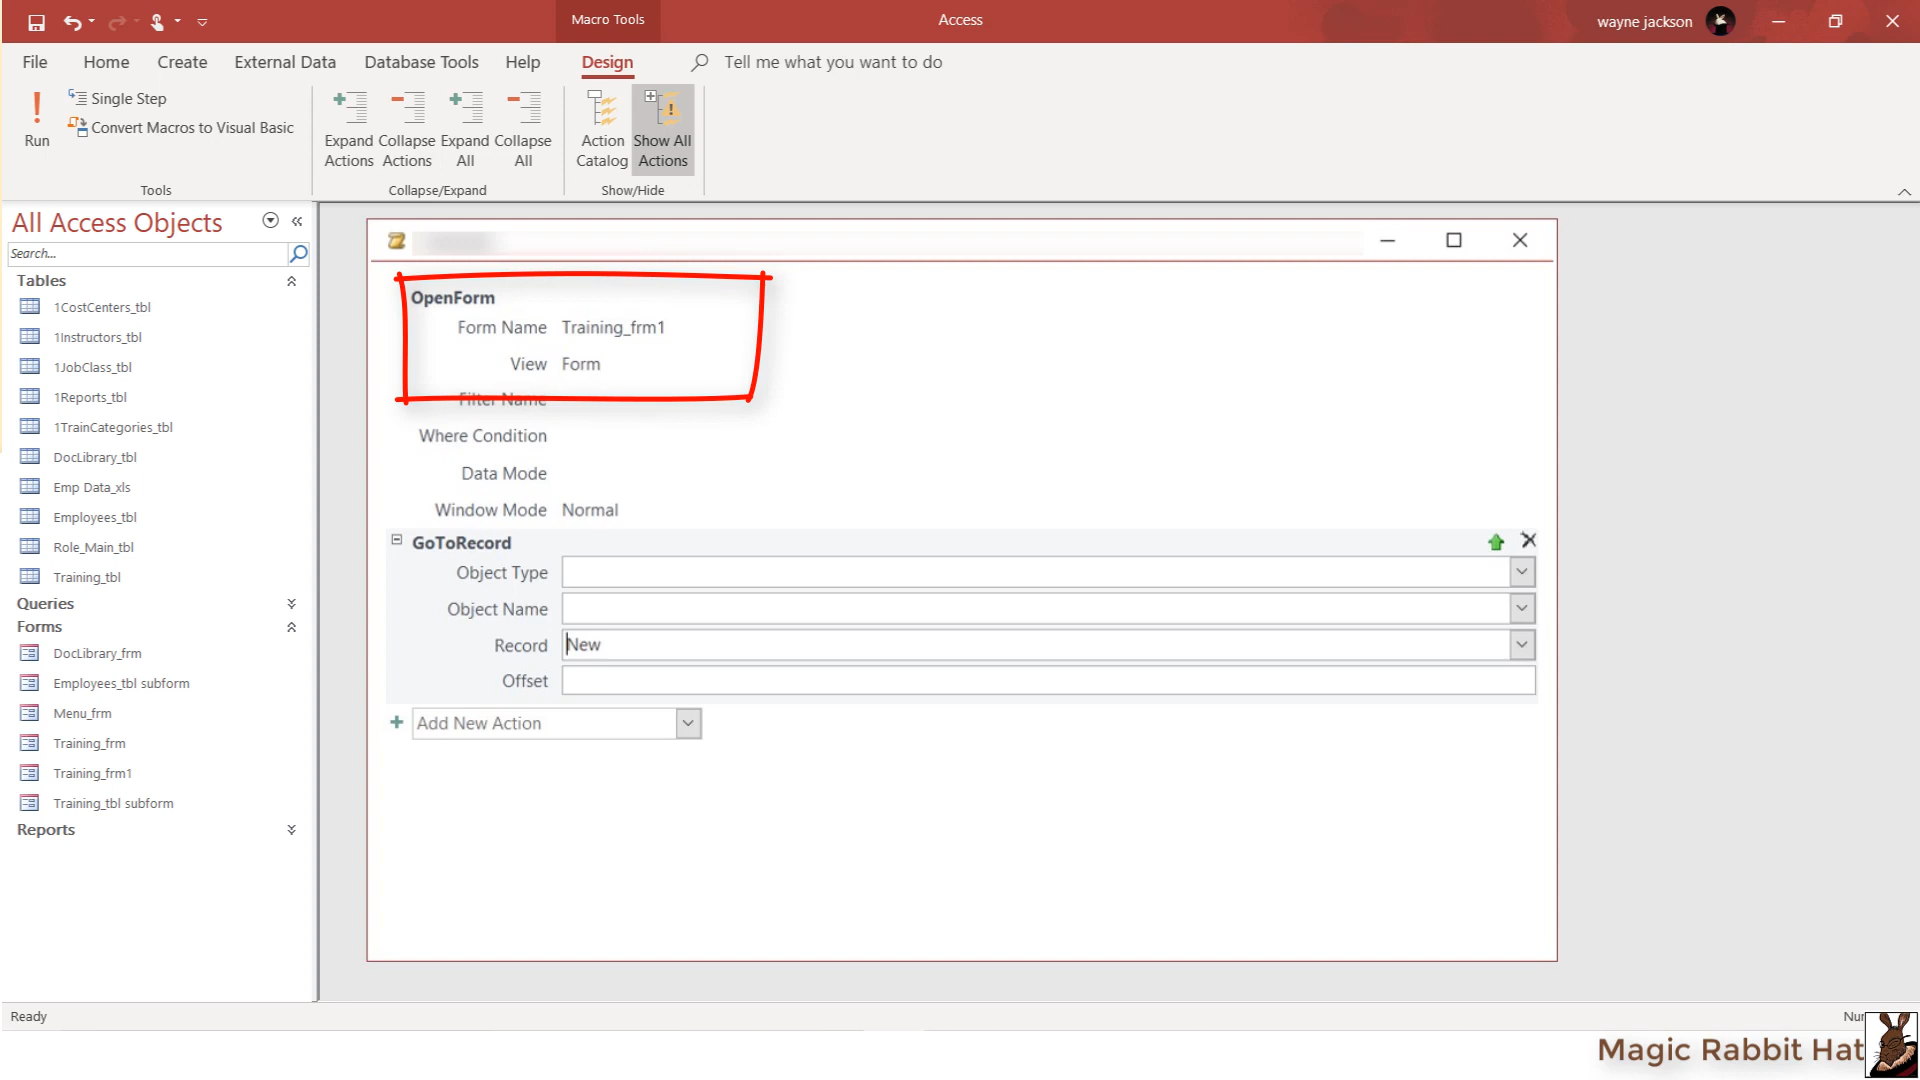 Macro Tools
Access
wayne jackson
File
Home
Create
External Data
Database Tools
Help
Design
Tell me what you want to do
Run
Single Step
Convert Macros to Visual Basic
Tools
Expand Actions
Collapse Actions
Expand All
Collapse All
Collapse/Expand
Action Catalog
Show All Actions
Show/Hide
All Access Objects
Search...
Tables
1CostCenters_tbl
1Instructors_tbl
1JobClass_tbl
1Reports_tbl
1TrainCategories_tbl
DocLibrary_tbl
Emp Data_xls
Employees_tbl
Role_Main_tbl
Training_tbl
Queries
Forms
DocLibrary_frm
Employees_tbl subform
Menu_frm
Training_frm
Training_frm1
Training_tbl subform
Reports
OpenForm
Form Name Training_frm1
View Form
Filter Name
Where Condition
Data Mode
Window Mode Normal
GoToRecord
Object Type
Object Name
Record New
Offset
Add New Action
Ready
Magic Rabbit Hat